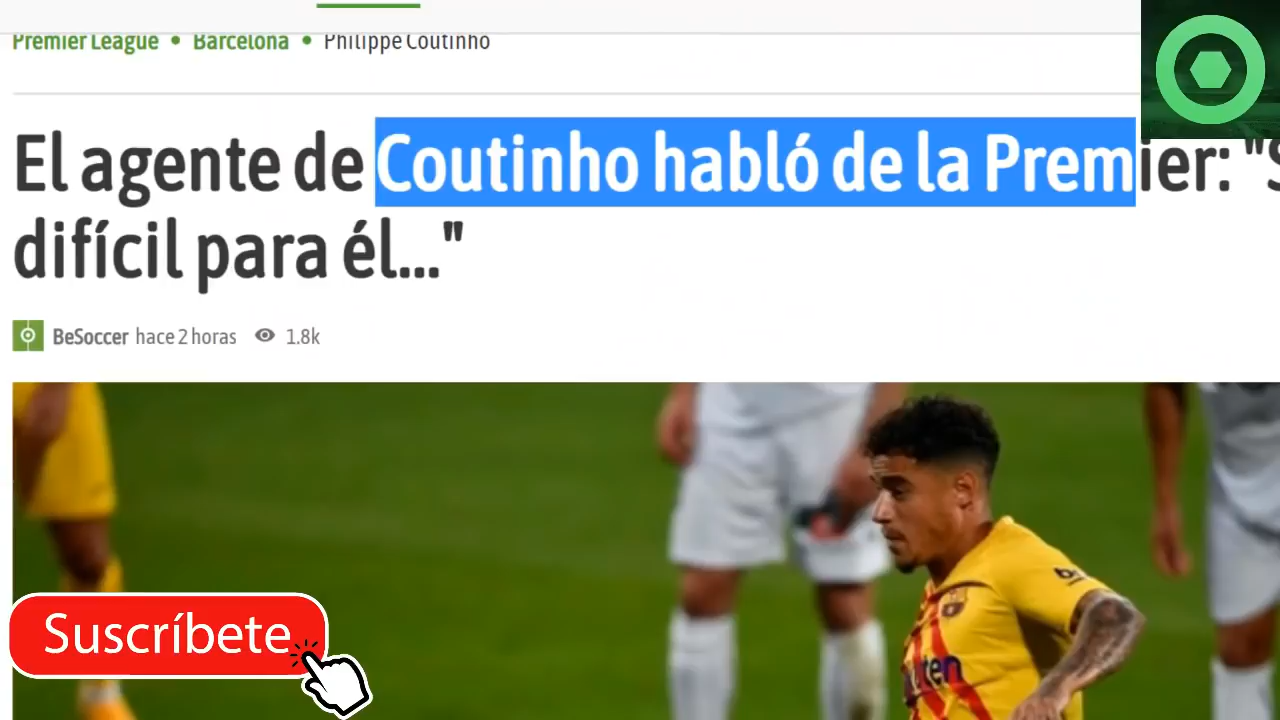 Premier League • Barcelona • Philippe Coutinho
El agente de Coutinho habló de la Premier: "S
difícil para él..."
BeSoccer hace 2 horas 1.8k
Suscríbete